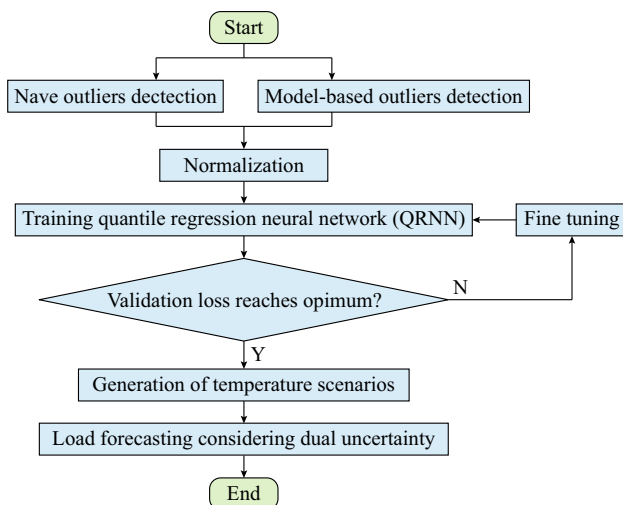 Start
Nave outliers dectection
Model-based outliers detection
Normalization
Training quantile regression neural network (QRNN)
Fine tuning
Validation loss reaches opimum?
N
Y
Generation of temperature scenarios
Load forecasting considering dual uncertainty
End